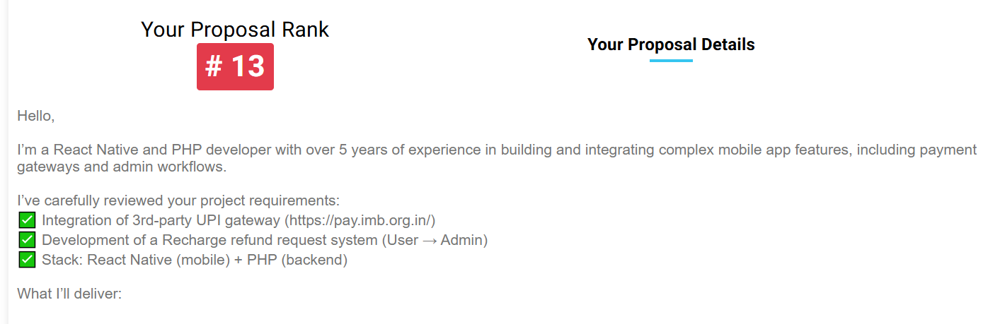 Your Proposal Rank
# 13
Your Proposal Details
Hello,
I’m a React Native and PHP developer with over 5 years of experience in building and integrating complex mobile app features, including payment
gateways and admin workflows.
I’ve carefully reviewed your project requirements:
✅ Integration of 3rd-party UPI gateway (https://pay.imb.org.in/)
✅ Development of a Recharge refund request system (User → Admin)
✅ Stack: React Native (mobile) + PHP (backend)
What I’ll deliver: